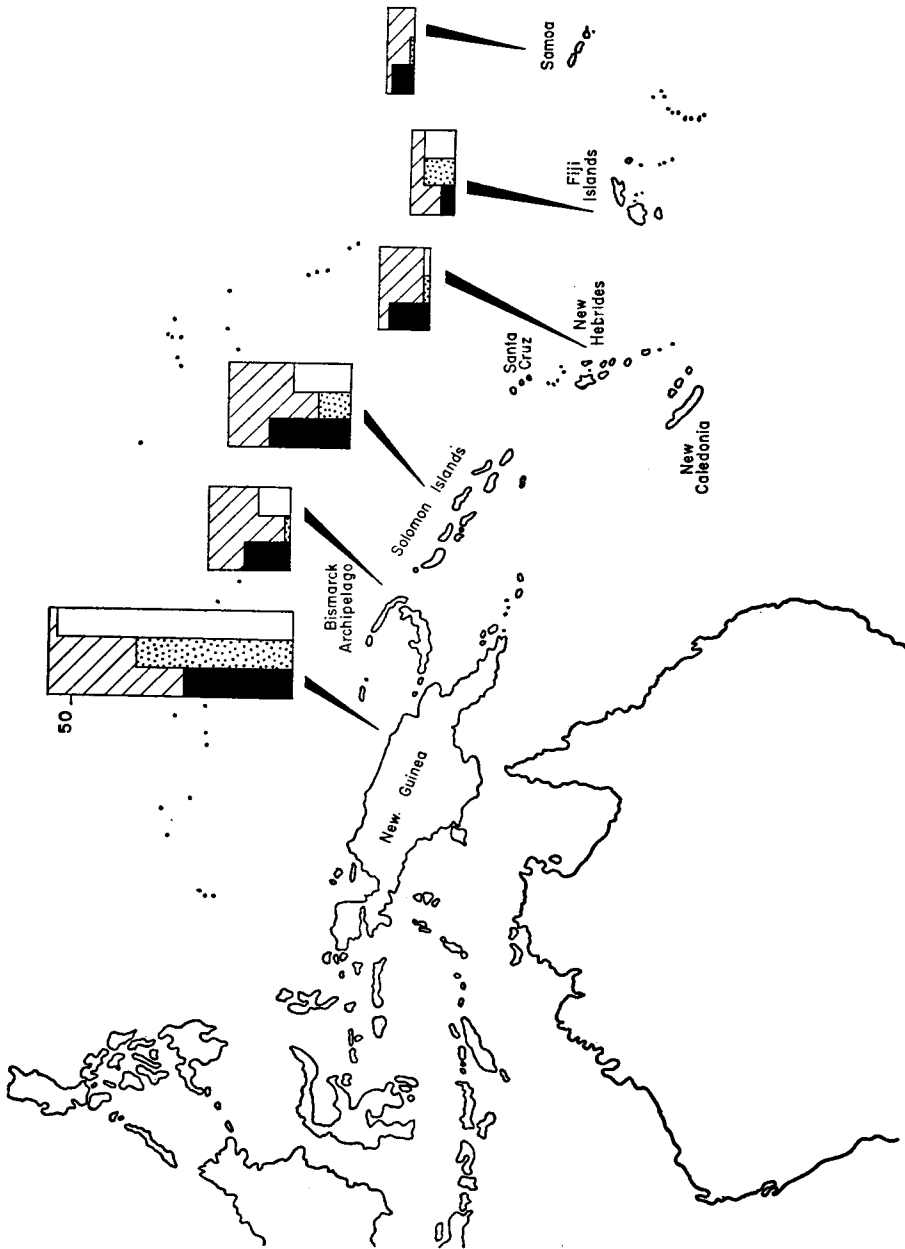 50
New. Guinea
Bismarck
Archipelago
Solomon Islands
Santa
Cruz
New
Hebrides
New
Caledonia
Fiji
Islands
Samoa